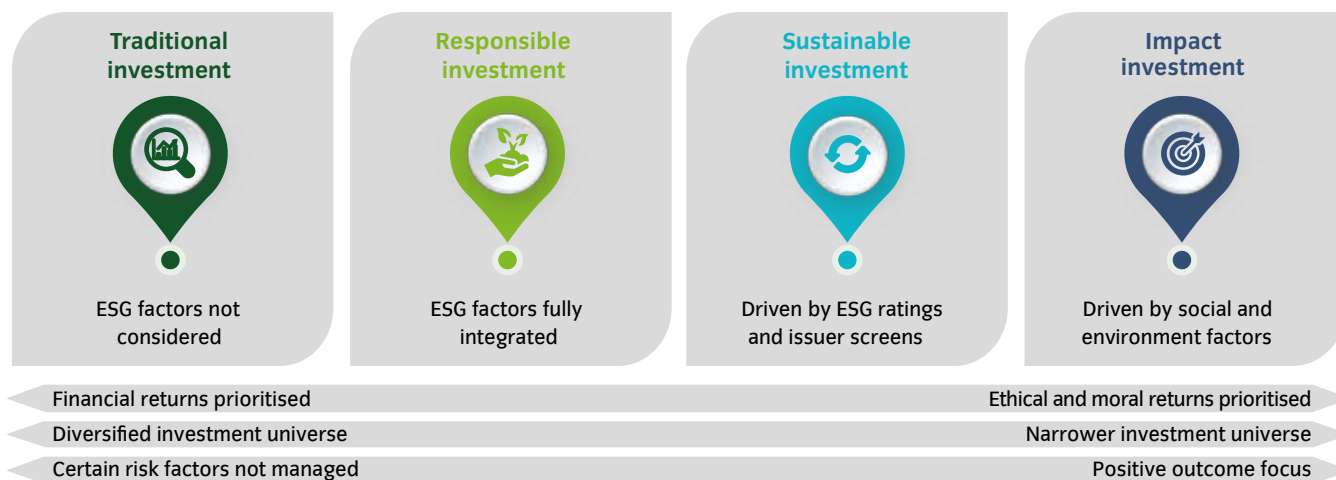 Traditional
investment
Responsible
investment
Sustainable
investment
Impact
investment
ESG factors not
considered
ESG factors fully
integrated
Driven by ESG ratings
and issuer screens
Driven by social and
environment factors
Financial returns prioritised
Ethical and moral returns prioritised
Diversified investment universe
Narrower investment universe
Certain risk factors not managed
Positive outcome focus